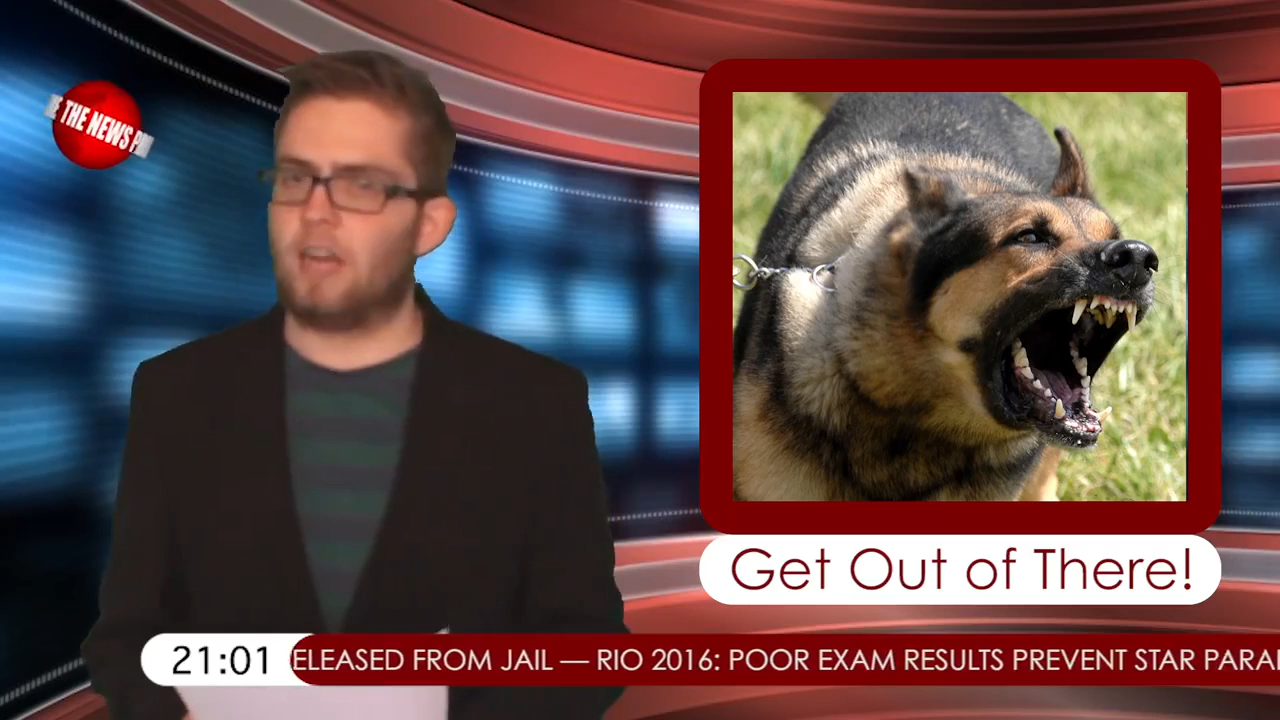 THE NEWS
Get Out of There!
21:01
ELEASED FROM JAIL — RIO 2016: POOR EXAM RESULTS PREVENT STAR PARA